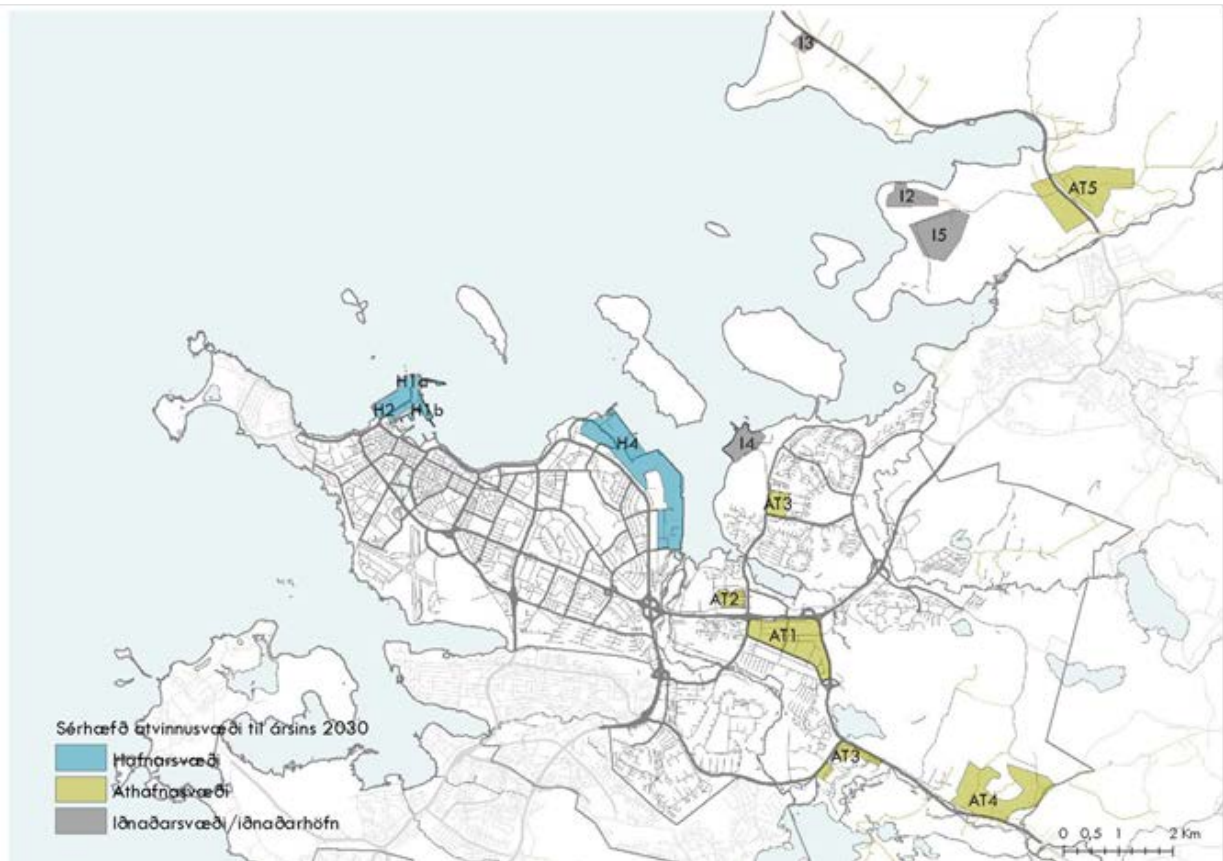 I3
AT5
I2
I5
H1a
H2
H1b
H4
I4
AT3
AT2
AT1
AT3
AT4
Sérhæfð atvinnusvæði til ársins 2030
Hafnarsvæði
Athafnasvæði
Iðnaðarsvæði/iðnaðarhöfn
0 0,5 1 2 Km